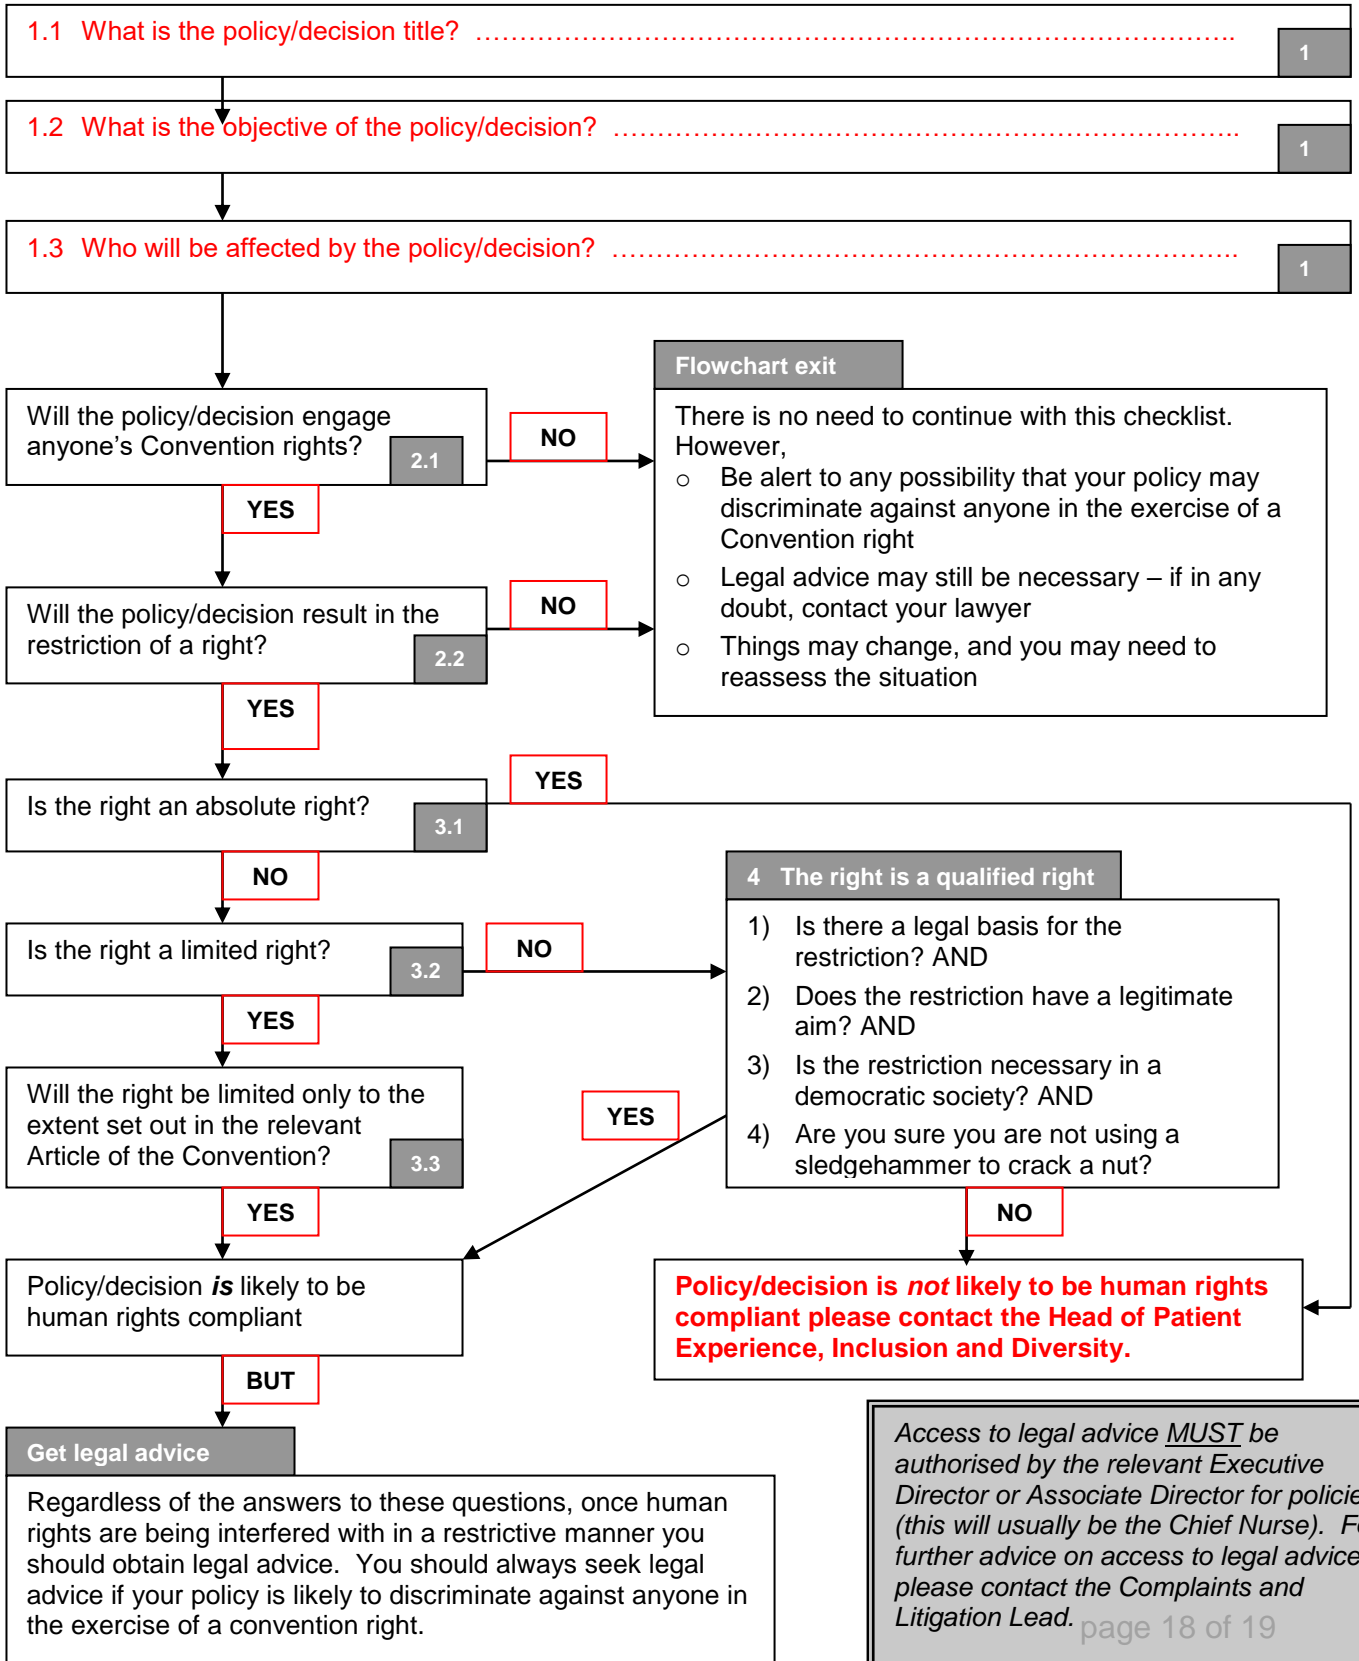 1.1 What is the policy/decision title? ……………………………………………………………………………..
1
1.2 What is the objective of the policy/decision? ………………………………………………………………..
1
1.3 Who will be affected by the policy/decision? ………………………………………………………………..
1
Will the policy/decision engage
anyone’s Convention rights?
2.1
NO
YES
Flowchart exit
There is no need to continue with this checklist.
However,
o Be alert to any possibility that your policy may
discriminate against anyone in the exercise of a
Convention right
o Legal advice may still be necessary – if in any
doubt, contact your lawyer
o Things may change, and you may need to
reassess the situation
Will the policy/decision result in the
restriction of a right?
2.2
NO
YES
Is the right an absolute right?
3.1
YES
NO
Is the right a limited right?
3.2
NO
YES
4 The right is a qualified right
1) Is there a legal basis for the
restriction? AND
2) Does the restriction have a legitimate
aim? AND
3) Is the restriction necessary in a
democratic society? AND
4) Are you sure you are not using a
sledgehammer to crack a nut?
YES
NO
Will the right be limited only to the
extent set out in the relevant
Article of the Convention?
3.3
YES
Policy/decision is likely to be
human rights compliant
BUT
Policy/decision is not likely to be human rights
compliant please contact the Head of Patient
Experience, Inclusion and Diversity.
Get legal advice
Regardless of the answers to these questions, once human
rights are being interfered with in a restrictive manner you
should obtain legal advice. You should always seek legal
advice if your policy is likely to discriminate against anyone in
the exercise of a convention right.
Access to legal advice MUST be
authorised by the relevant Executive
Director or Associate Director for policie
(this will usually be the Chief Nurse). F
further advice on access to legal advice
please contact the Complaints and
Litigation Lead.
page 18 of 19